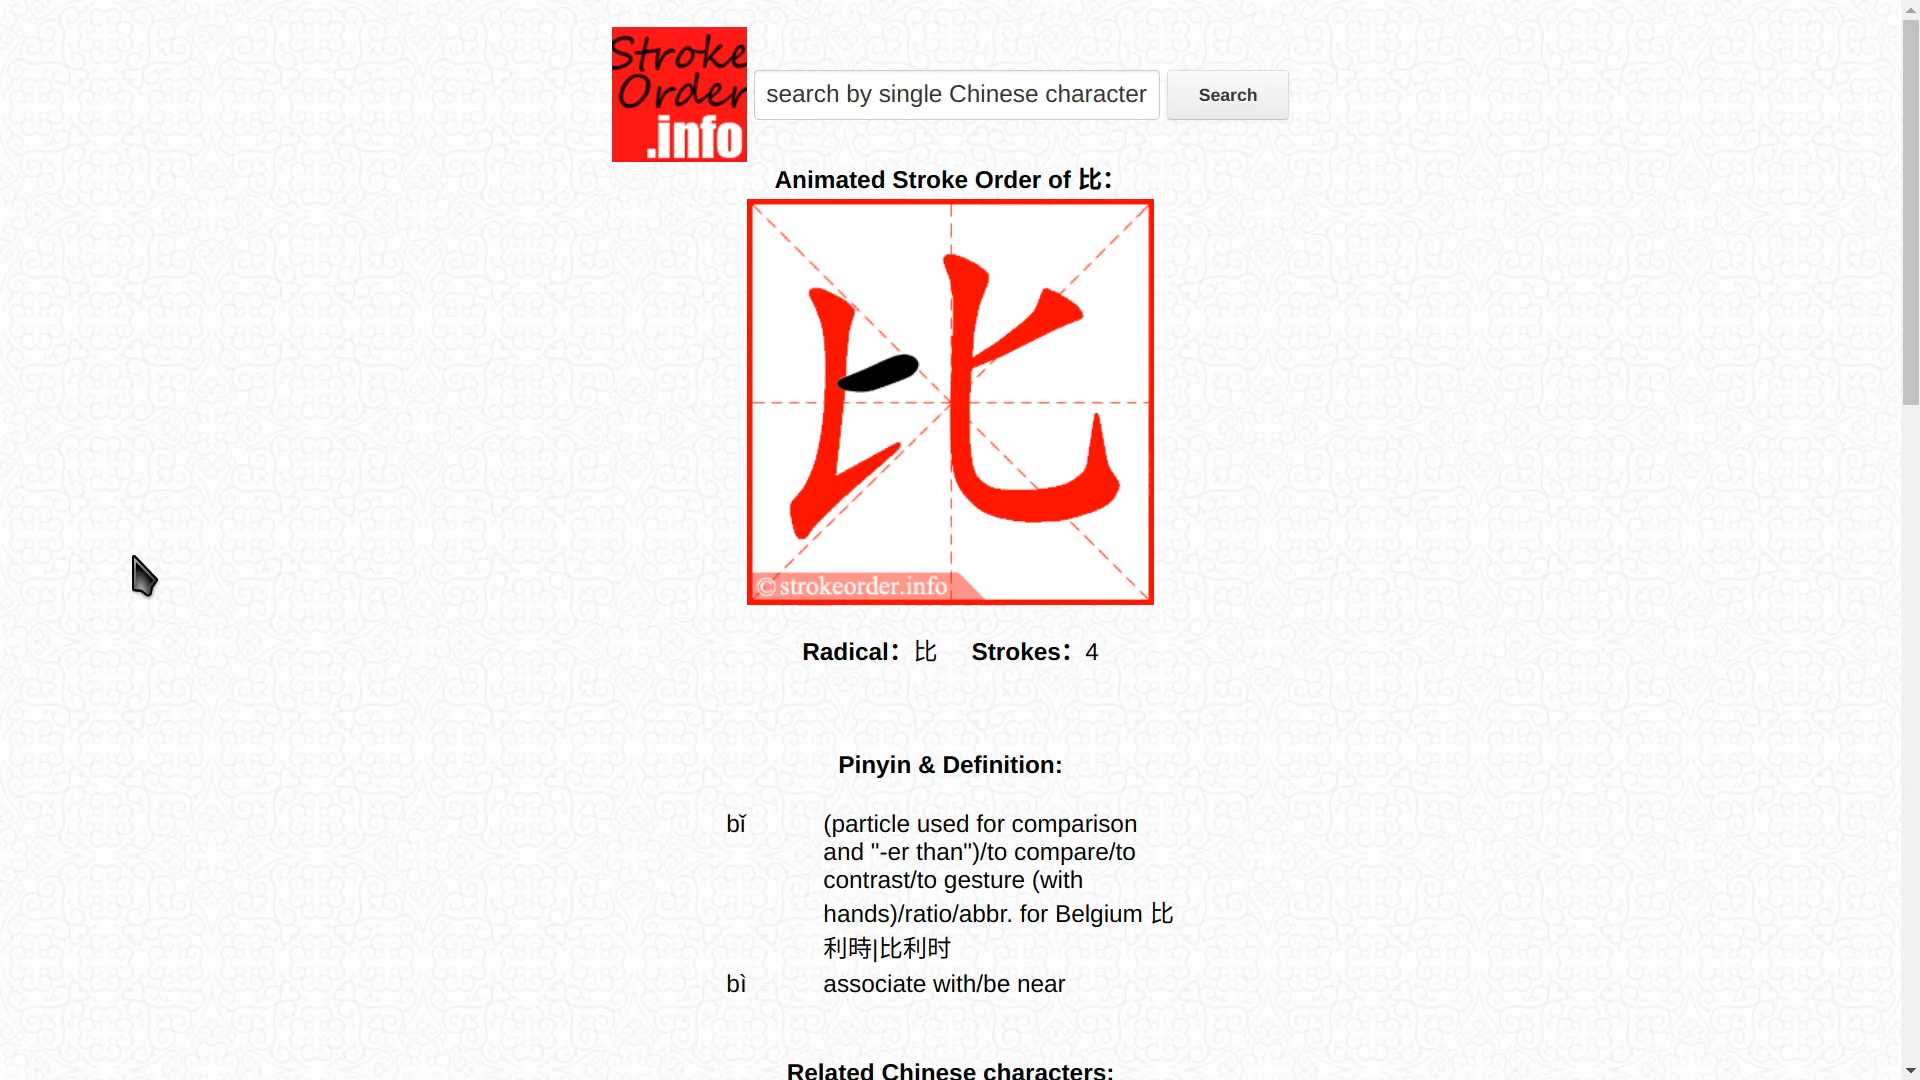 Stroke
Order
.info
search by single Chinese character
Search
Animated Stroke Order of 比：
比
©strokeorder.info
Radical：比 Strokes：4
Pinyin & Definition:
bǐ (particle used for comparison
and "-er than")/to compare/to
contrast/to gesture (with
hands)/ratio/abbr. for Belgium 比
利時|比利时
bì associate with/be near
Related Chinese characters: